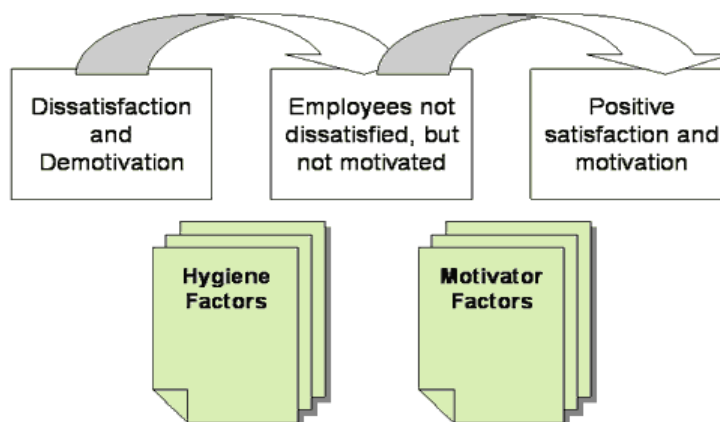 Dissatisfaction
and
Demotivation
Employees not
dissatisfied, but
not motivated
Positive
satisfaction and
motivation
Hygiene
Factors
Motivator
Factors